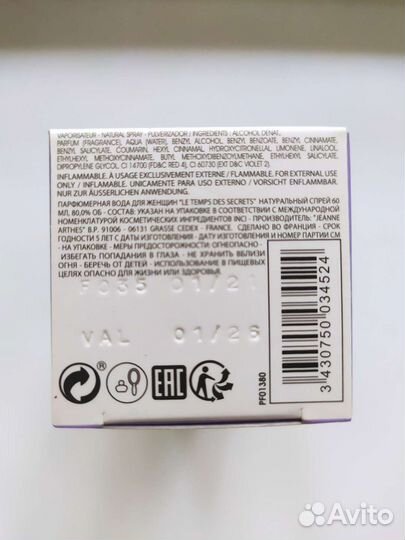 VAPORISATEUR - NATURAL SPRAY - PULVERIZADOR / INGREDIENTS : ALCOHOL DENAT.,
PARFUM (FRAGRANCE), AQUA (WATER), BENZYL ALCOHOL, BENZYL BENZOATE, BENZYL CINNAMATE,
BENZYL SALICYLATE, COUMARIN, HEXYL CINNAMAL, HYDROXYCITRONELLAL, LIMONENE, LINALOOL,
ETHYLHEXYL METHOXYCINNAMATE, BUTYL METHOXYDIBENZOYLMETHANE, ETHYLHEXYL SALICYLATE,
DIPROPYLENE GLYCOL, CI 14700 (FD&C RED 4), CI 60730 (EXT D&C VIOLET 2).
INFLAMMABLE. A USAGE EXCLUSIVEMENT EXTERNE / FLAMMABLE. FOR EXTERNAL USE
ONLY / INFLAMABLE. UNICAMENTE PARA USO EXTERNO / VORSICHT ENFLAMMBAR.
NUR ZUR ÄUSSERLICHEN ANWENDUNG.
ПАРФЮМЕРНАЯ ВОДА ДЛЯ ЖЕНЩИН "LE TEMPS DES SECRETS" НАТУРАЛЬНЫЙ СПРЕЙ 60
МЛ, 80,0% ОБ - СОСТАВ: УКАЗАН НА УПАКОВКЕ В СООТВЕТСТВИИ С МЕЖДУНАРОДНОЙ
НОМЕНКЛАТУРОЙ КОСМЕТИЧЕСКИХ ИНГРЕДИЕНТОВ INCI - ПРОИЗВОДИТЕЛЬ: "JEANNE
ARTHES" B.P. 91006 - 06131 GRASSE CEDEX - FRANCE. СДЕЛАНО ВО ФРАНЦИИ - СРОК
ГОДНОСТИ 5 ЛЕТ С ДАТЫ ИЗГОТОВЛЕНИЯ - ДАТУ ИЗГОТОВЛЕНИЯ И НОМЕР ПАРТИИ СМ
НА УПАКОВКЕ - МЕРЫ ПРЕДОСТОРОЖНОСТИ: ОГНЕОПАСНО -
ИЗБЕГАТЬ ПОПАДАНИЯ В ГЛАЗА - НЕ ХРАНИТЬ ВБЛИЗИ
ОГНЯ - БЕРЕЧЬ ОТ ДЕТЕЙ - ИСПОЛЬЗОВАНИЕ В ПИЩЕВЫХ
ЦЕЛЯХ ОПАСНО ДЛЯ ЖИЗНИ ИЛИ ЗДОРОВЬЯ.
F035 01/21
VAL 01/26
®
EAC
PF01380
3 430750 034524
Avito